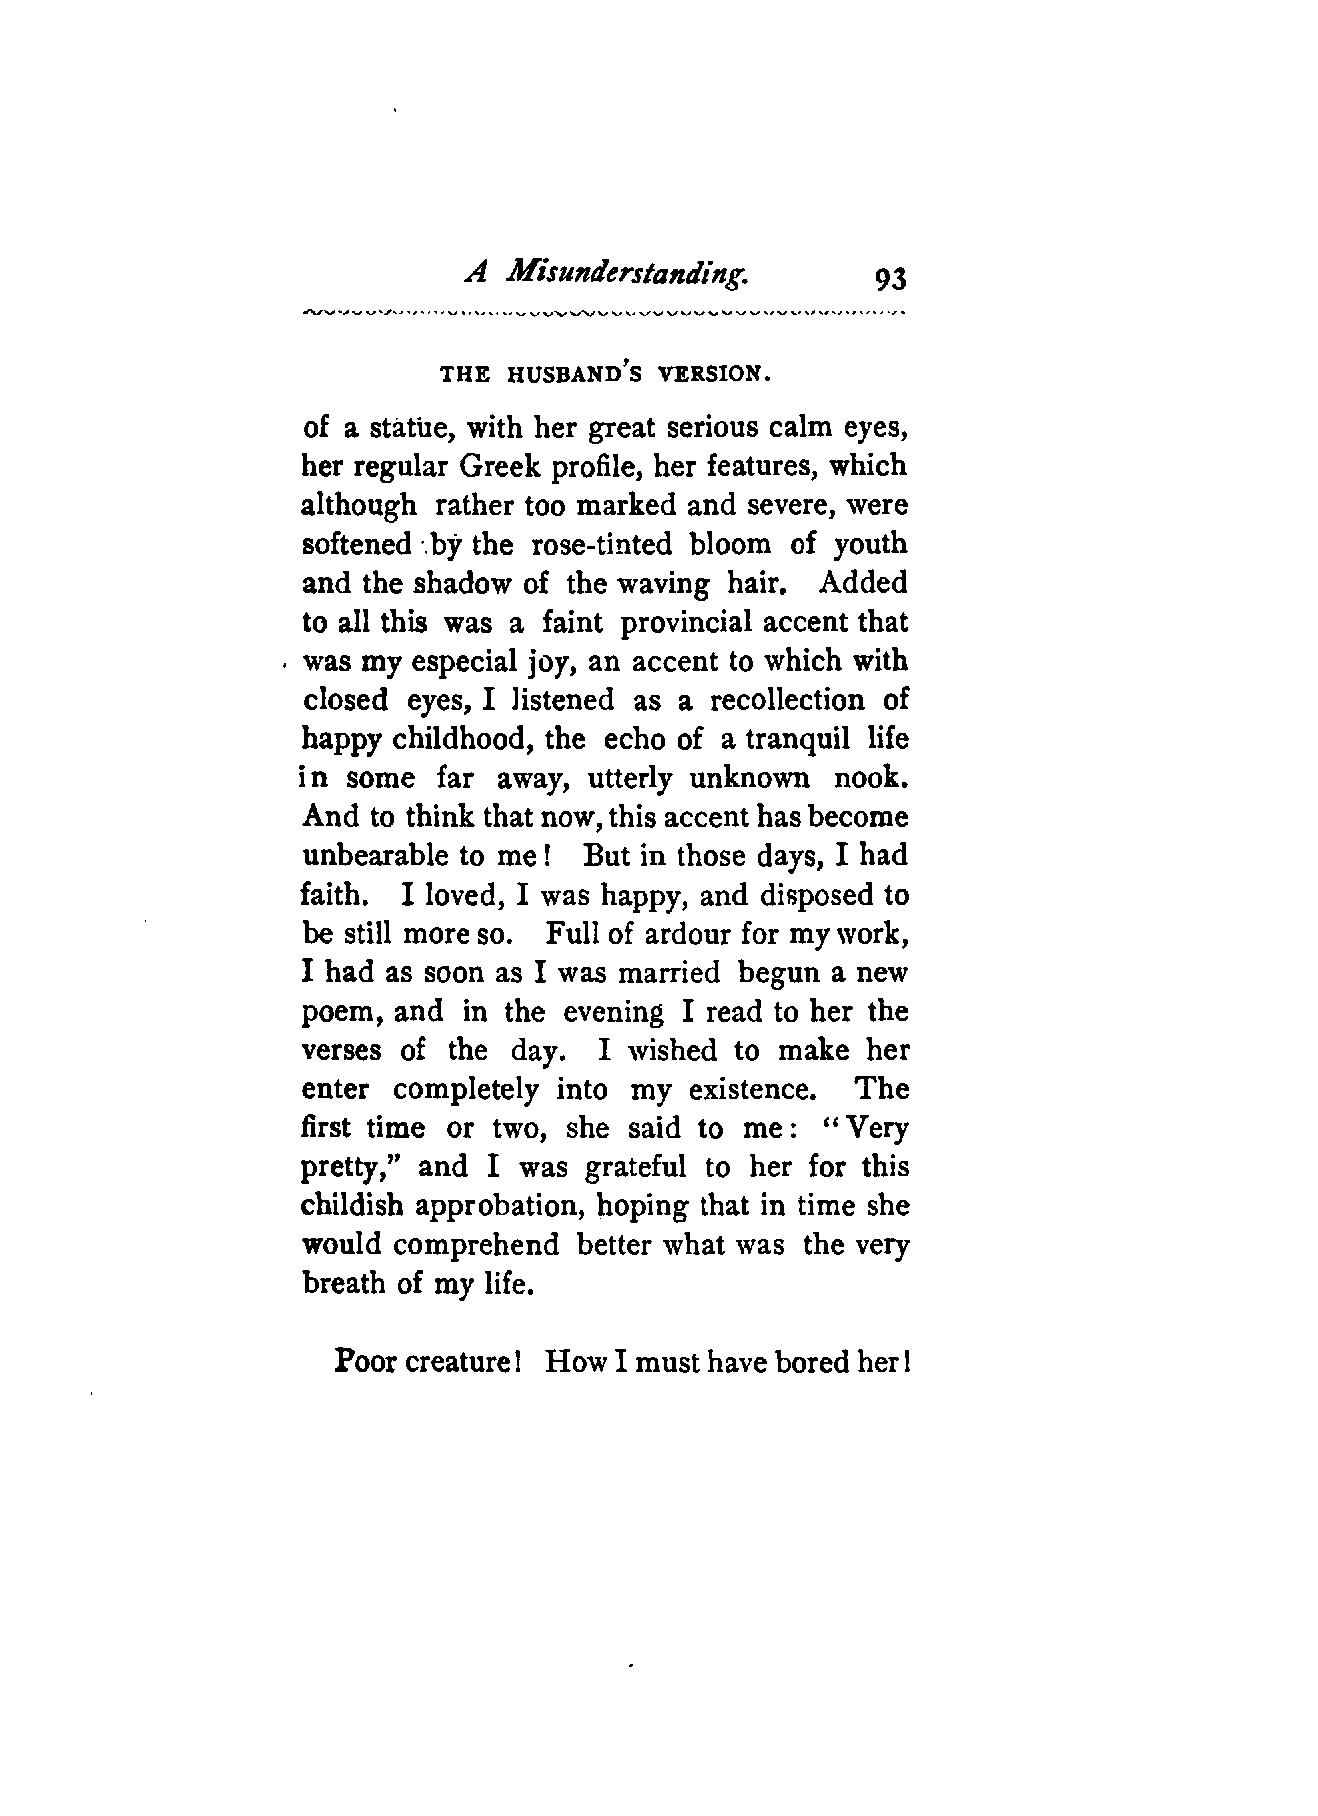 A Misunderstanding. 93
THE HUSBAND'S VERSION.
of a statue, with her great serious calm eyes,
her regular Greek profile, her features, which
although rather too marked and severe, were
softened by the rose-tinted bloom of youth
and the shadow of the waving hair. Added
to all this was a faint provincial accent that
was my especial joy, an accent to which with
closed eyes, I listened as a recollection of
happy childhood, the echo of a tranquil life
in some far away, utterly unknown nook.
And to think that now, this accent has become
unbearable to me! But in those days, I had
faith. I loved, I was happy, and disposed to
be still more so. Full of ardour for my work,
I had as soon as I was married begun a new
poem, and in the evening I read to her the
verses of the day. I wished to make her
enter completely into my existence. The
first time or two, she said to me: "Very
pretty," and I was grateful to her for this
childish approbation, hoping that in time she
would comprehend better what was the very
breath of my life.
Poor creature! How I must have bored her!